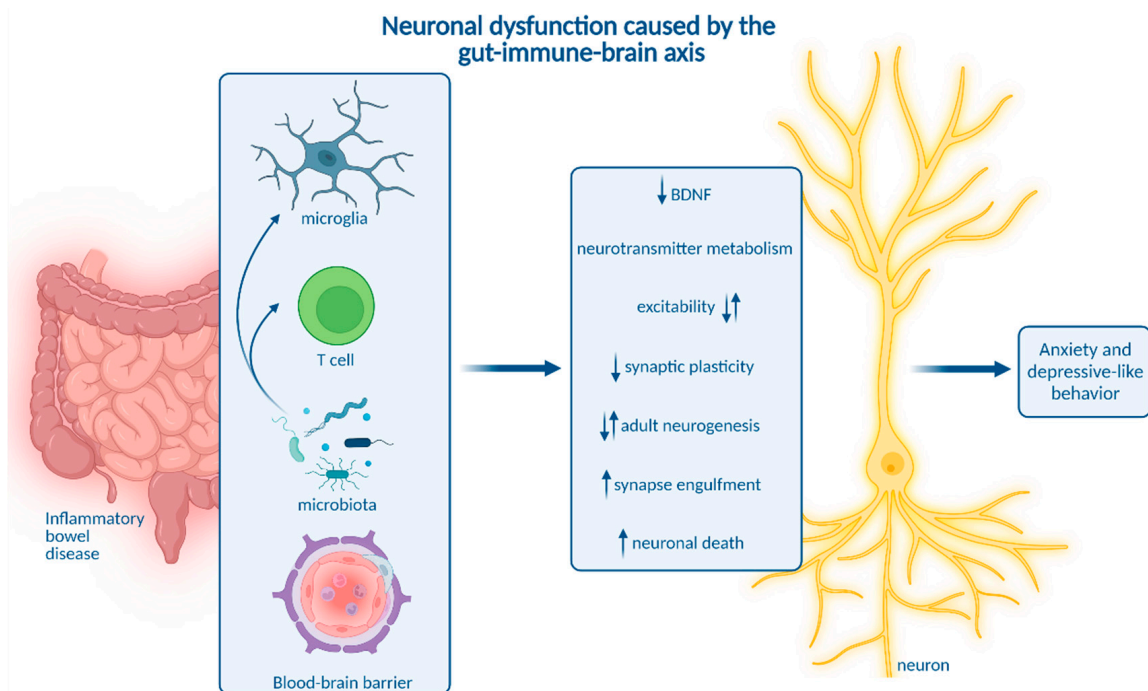 Neuronal dysfunction caused by the
gut-immune-brain axis
microglia
T cell
microbiota
Blood-brain barrier
Inflammatory
bowel
disease
↓ BDNF
neurotransmitter metabolism
excitability ↓↑
↓ synaptic plasticity
↓↑ adult neurogenesis
↑ synapse engulfment
↑ neuronal death
neuron
Anxiety and
depressive-like
behavior